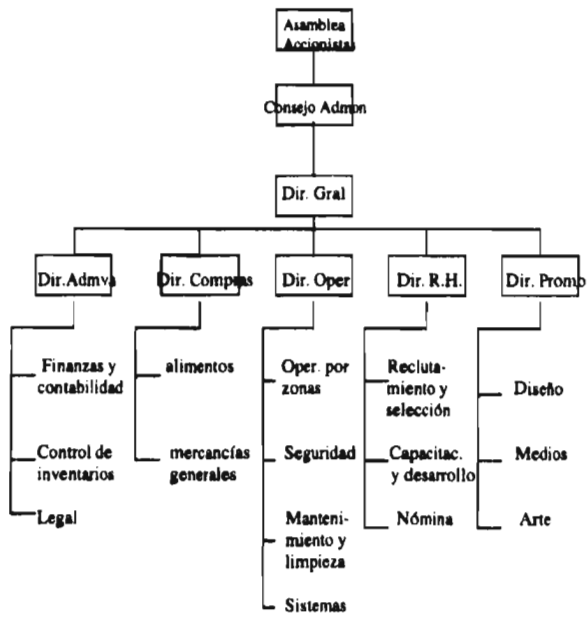 Asamblea
Accionistas
Consejo Admon
Dir. Gral
Dir.Admva
Dir. Compras
Dir. Oper
Dir. R.H.
Dir. Promo
Finanzas y
contabilidad
Control de
inventarios
Legal
alimentos
mercancías
generales
Oper. por
zonas
Seguridad
Manteni-
miento y
limpieza
Sistemas
Recluta-
miento y
selección
Capacitac.
y desarrollo
Nómina
Diseño
Medios
Arte